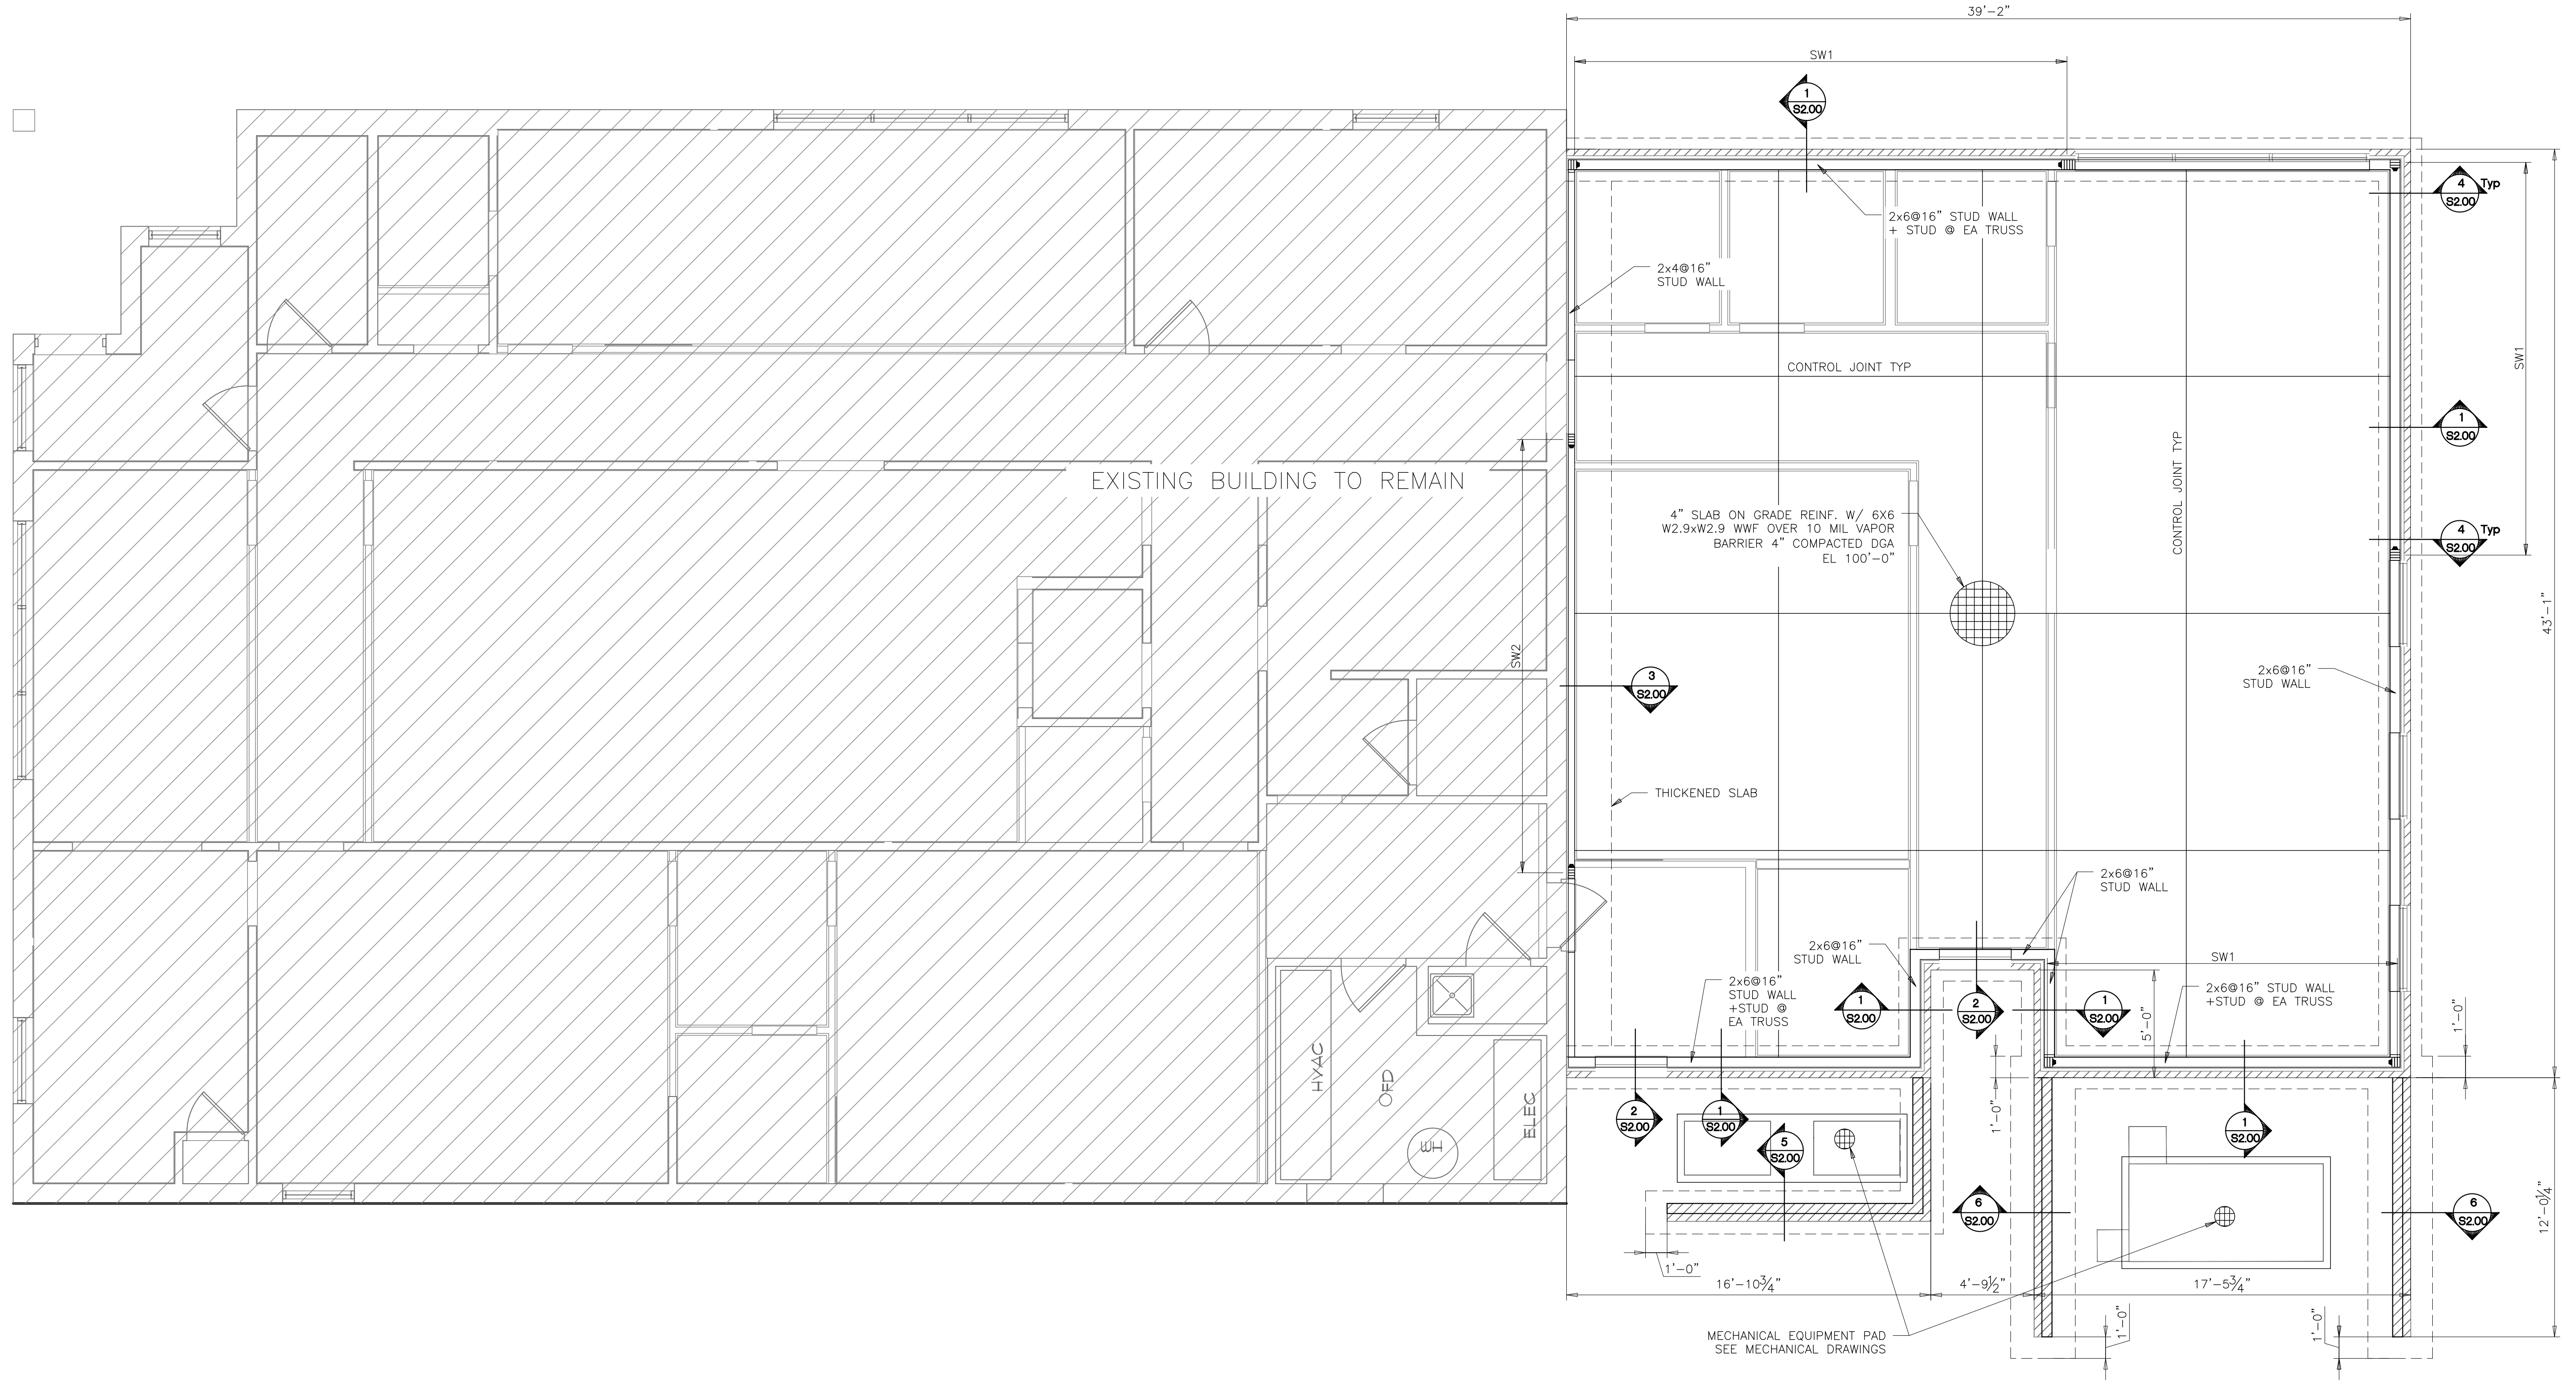 39'-2"
SW1
1
S2.00
4 Typ
S2.00
2x6@16" STUD WALL
+ STUD @ EA TRUSS
2x4@16"
STUD WALL
CONTROL JOINT TYP
SW1
1
S2.00
CONTROL JOINT TYP
EXISTING BUILDING TO REMAIN
4" SLAB ON GRADE REINF. W/ 6X6
W2.9xW2.9 WWF OVER 10 MIL VAPOR
BARRIER 4" COMPACTED DGA
EL 100'-0"
4 Typ
S2.00
43'-1"
SW2
3
S2.00
2x6@16"
STUD WALL
THICKENED SLAB
2x6@16"
STUD WALL
2x6@16"
STUD WALL
SW1
2x6@16"
STUD WALL
+STUD @
EA TRUSS
2x6@16" STUD WALL
+STUD @ EA TRUSS
1
S2.00
2
S2.00
1
S2.00
5'-0"
1'-0"
HVAC
OFD
ELEC
WH
2
S2.00
1
S2.00
5
S2.00
1'-0"
1
S2.00
6
S2.00
6
S2.00
12'-0¼"
1'-0"
16'-10¾"
4'-9½"
17'-5¾"
1'-0"
1'-0"
MECHANICAL EQUIPMENT PAD
SEE MECHANICAL DRAWINGS